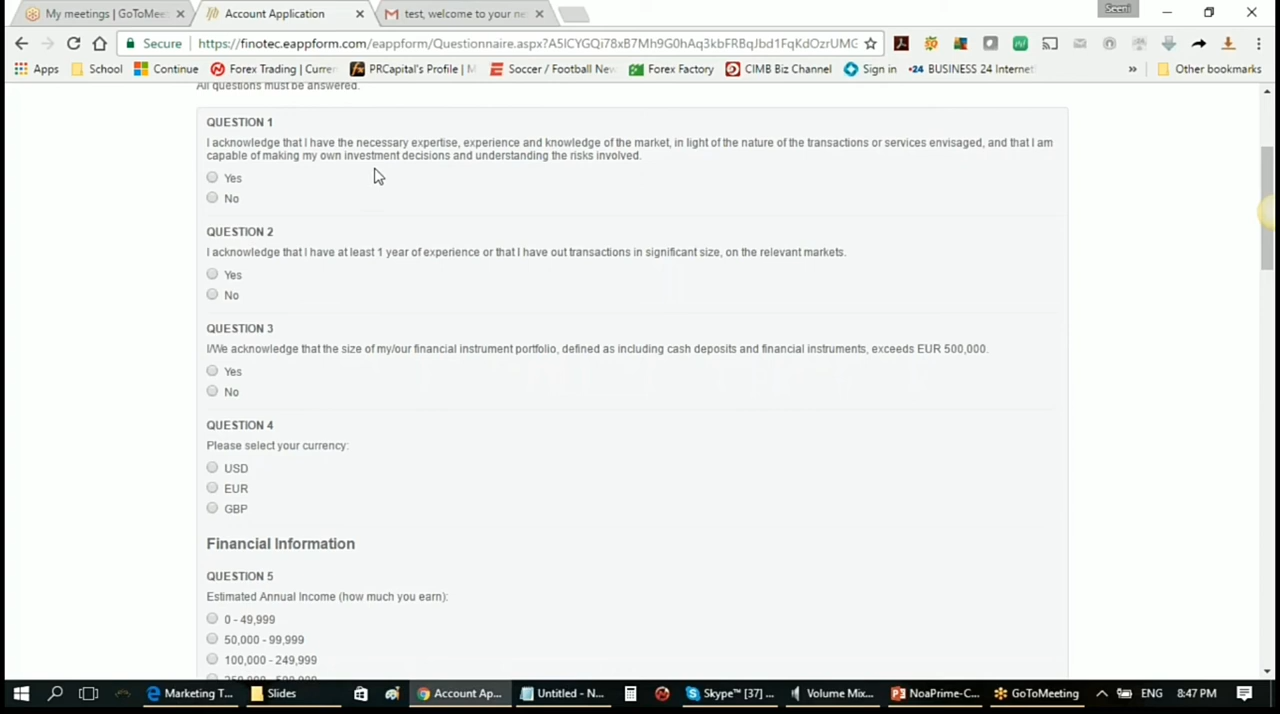 My meetings | GoToMee
Account Application
test, welcome to your ne
Seeni
Secure
https://finotec.eappform.com/eappform/Questionnaire.aspx?A5lCYGQi78xB7Mh9G0hAq3kbFRBqJbd1FqKdOzrUMG
Apps
School
Continue
Forex Trading | Curre
PRCapital's Profile | M
Soccer / Football New
Forex Factory
CIMB Biz Channel
Sign in
+24 BUSINESS 24 Internet
»
Other bookmarks
All questions must be answered.
QUESTION 1
I acknowledge that I have the necessary expertise, experience and knowledge of the market, in light of the nature of the transactions or services envisaged, and that I am
capable of making my own investment decisions and understanding the risks involved.
Yes
No
QUESTION 2
I acknowledge that I have at least 1 year of experience or that I have out transactions in significant size, on the relevant markets.
Yes
No
QUESTION 3
I/We acknowledge that the size of my/our financial instrument portfolio, defined as including cash deposits and financial instruments, exceeds EUR 500,000.
Yes
No
QUESTION 4
Please select your currency:
USD
EUR
GBP
Financial Information
QUESTION 5
Estimated Annual Income (how much you earn):
0 - 49,999
50,000 - 99,999
100,000 - 249,999
250,000 - 500,000
Marketing T...
Slides
Account Ap...
Untitled - N...
Skype™ [37] ...
Volume Mix...
NoaPrime-C...
GoToMeeting
ENG
8:47 PM